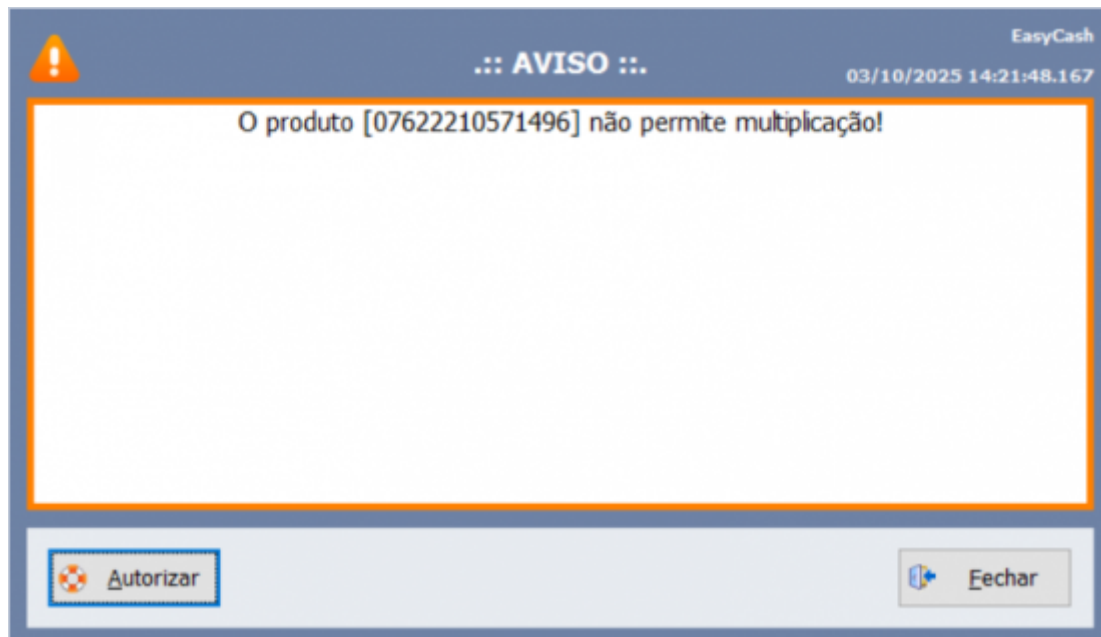 EasyCash
.:: AVISO ::.
03/10/2025 14:21:48.167
O produto [07622210571496] não permite multiplicação!
Autorizar
Fechar